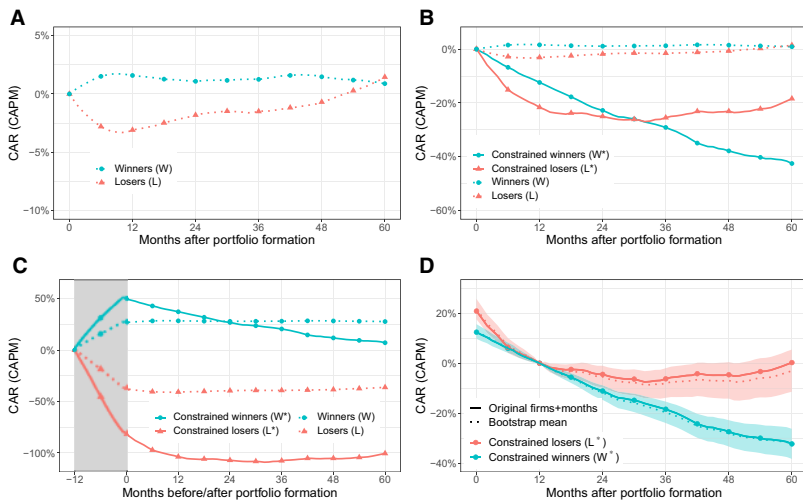 A
5%
0%
−5%
−10%
CAR (CAPM)
Winners (W)
Losers (L)
0 12 24 36 48 60
Months after portfolio formation
B
0%
−20%
−40%
−60%
CAR (CAPM)
Constrained winners (W*)
Constrained losers (L*)
Winners (W)
Losers (L)
0 12 24 36 48 60
Months after portfolio formation
C
50%
0%
−50%
−100%
CAR (CAPM)
Constrained winners (W*) Winners (W)
Constrained losers (L*) Losers (L)
−12 0 12 24 36 48 60
Months before/after portfolio formation
D
20%
0%
−20%
−40%
CAR (CAPM)
Original firms+months
Bootstrap mean
Constrained losers (L*)
Constrained winners (W*)
0 12 24 36 48 60
Months after portfolio formation